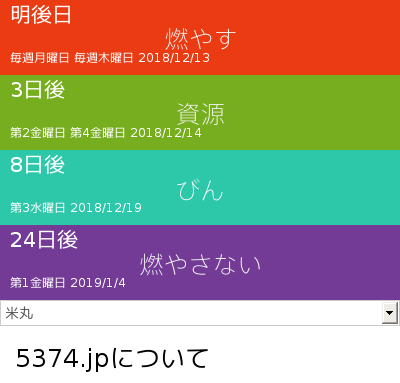 明後日
燃やす
毎週月曜日 毎週木曜日 2018/12/13
3日後
資源
第2金曜日 第4金曜日 2018/12/14
8日後
びん
第3水曜日 2018/12/19
24日後
燃やさない
第1金曜日 2019/1/4
米丸
5374.jpについて